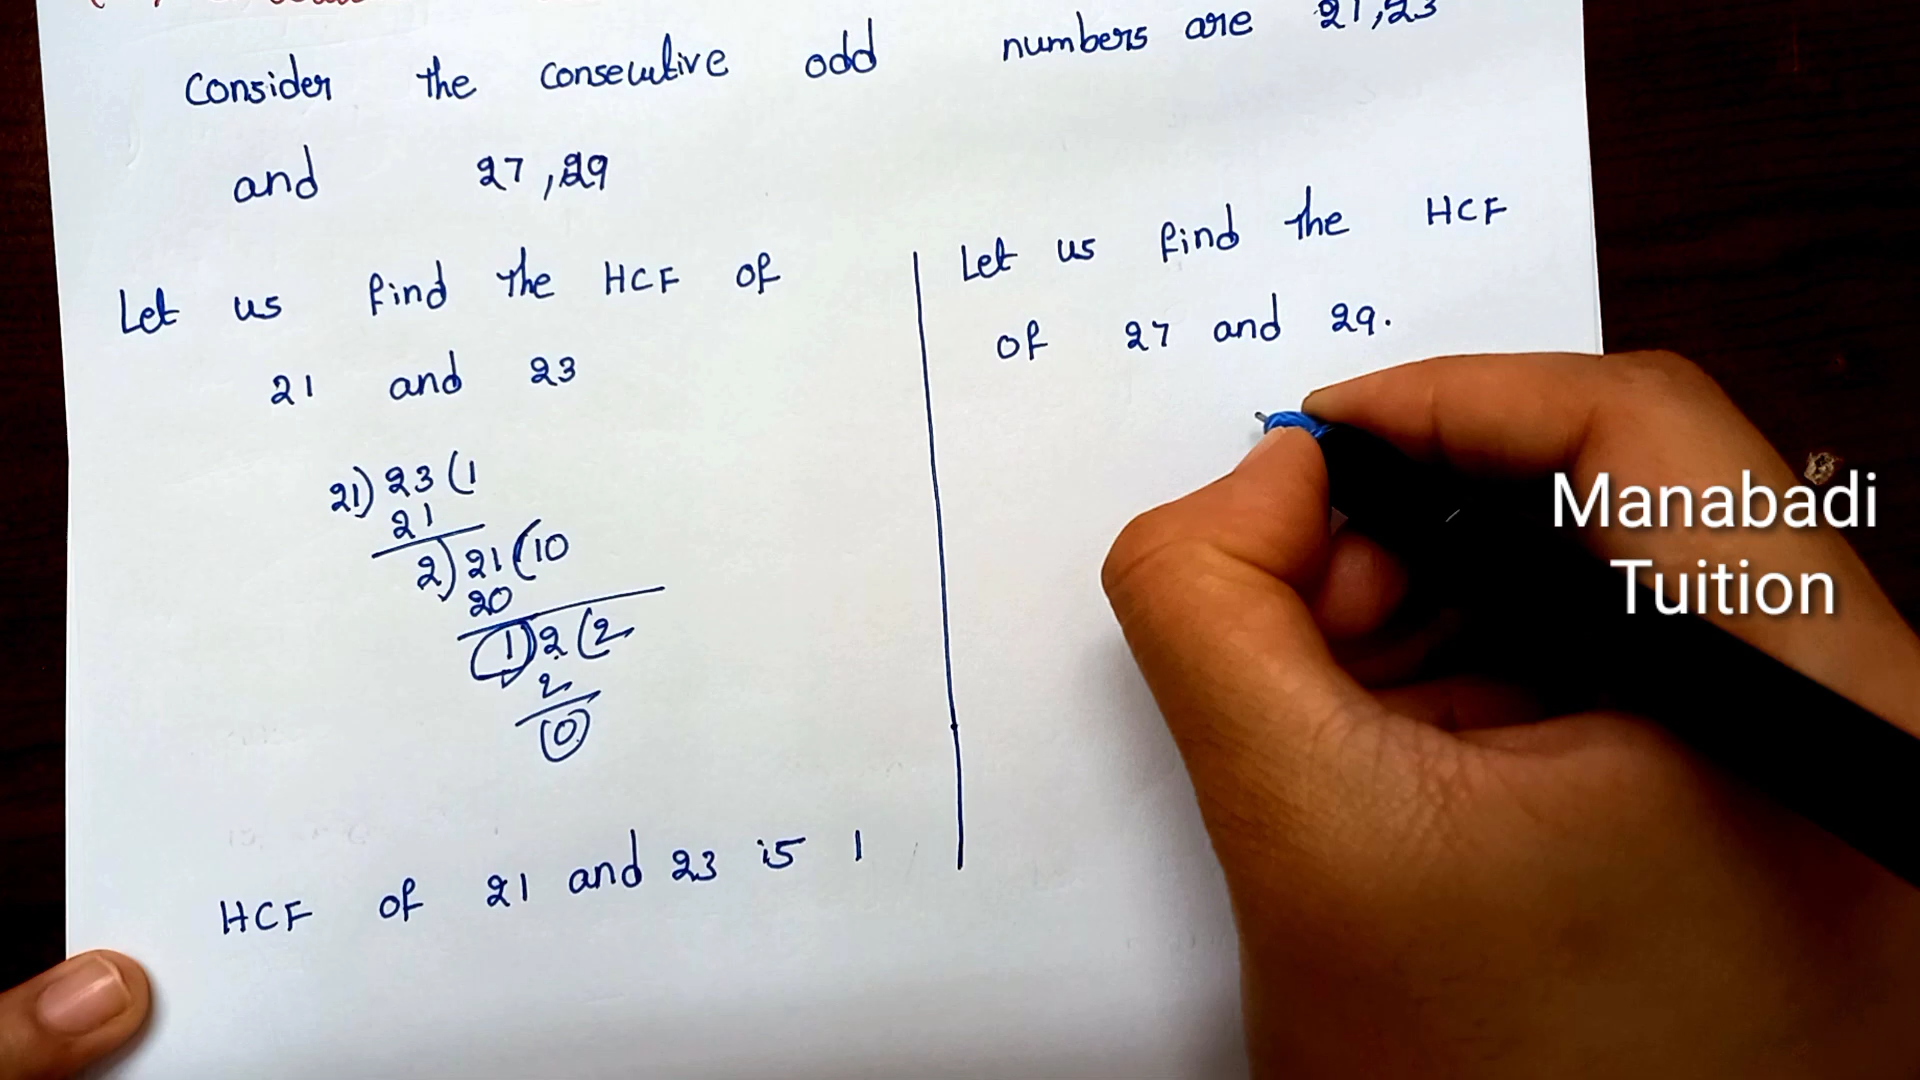 Consider the consecutive odd numbers are 21,23
and 27,29
Let us find the HCF of
21 and 23
21) 23 (1
21
2) 21 (10
20
1) 2 (2
2
0
HCF of 21 and 23 is 1
Let us find the HCF
of 27 and 29.
Manabadi
Tuition